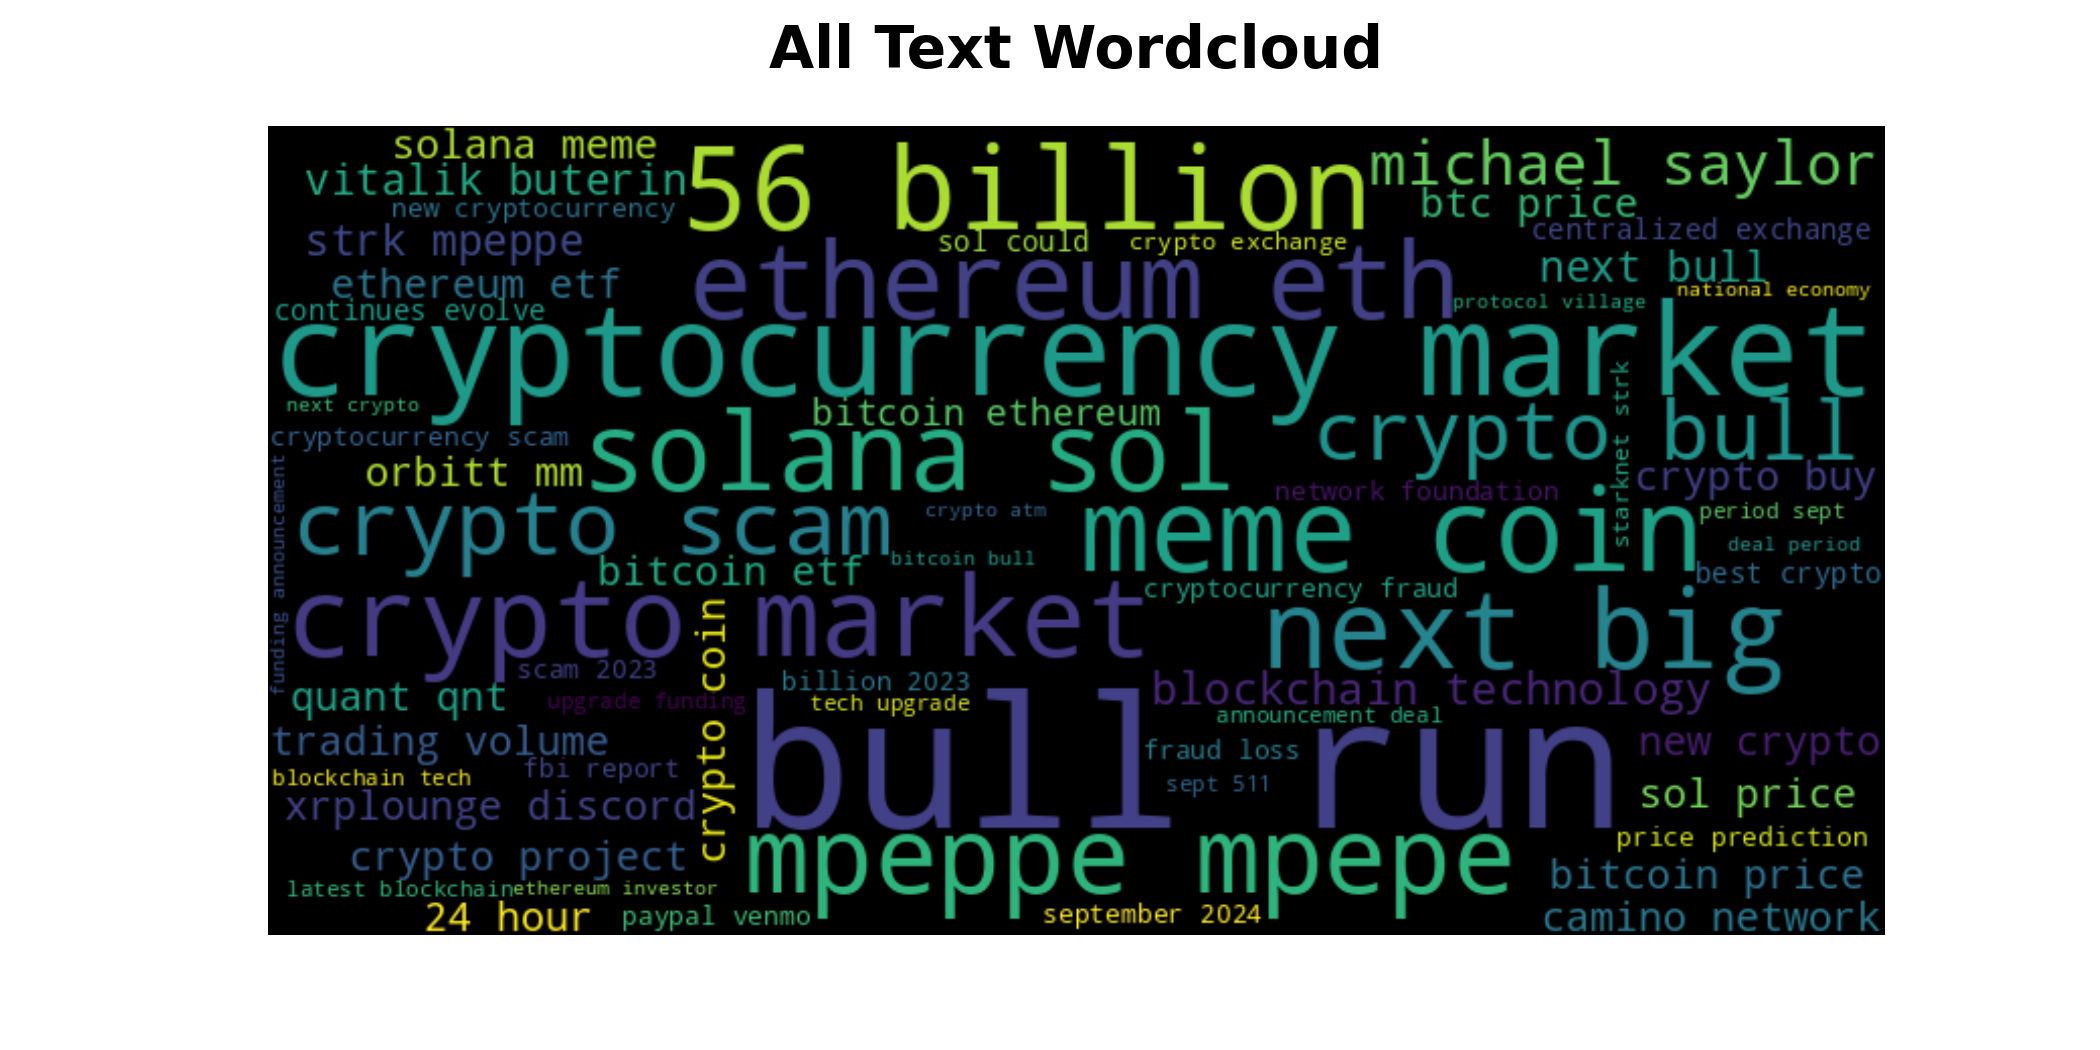 All Text Wordcloud
solana meme
56 billion
michael saylor
vitalik buterin
new cryptocurrency
btc price
strk mpeppe
sol could
crypto exchange
centralized exchange
ethereum eth
ethereum etf
next bull
national economy
continues evolve
protocol village
cryptocurrency market
next crypto
bitcoin ethereum
starknet strk
cryptocurrency scam
solana sol
crypto bull
orbitt mm
crypto buy
network foundation
funding announcement
crypto scam
crypto atm
meme coin
period sept
deal period
bitcoin etf
bitcoin bull
best crypto
cryptocurrency fraud
crypto market
next big
crypto coin
scam 2023
billion 2023
quant qnt
upgrade funding
tech upgrade
blockchain technology
announcement deal
bull run
trading volume
fraud loss
new crypto
blockchain tech
fbi report
sept 511
xrplounge discord
sol price
mpeppe mpepe
price prediction
crypto project
bitcoin price
latest blockchain
ethereum investor
24 hour
paypal venmo
september 2024
camino network